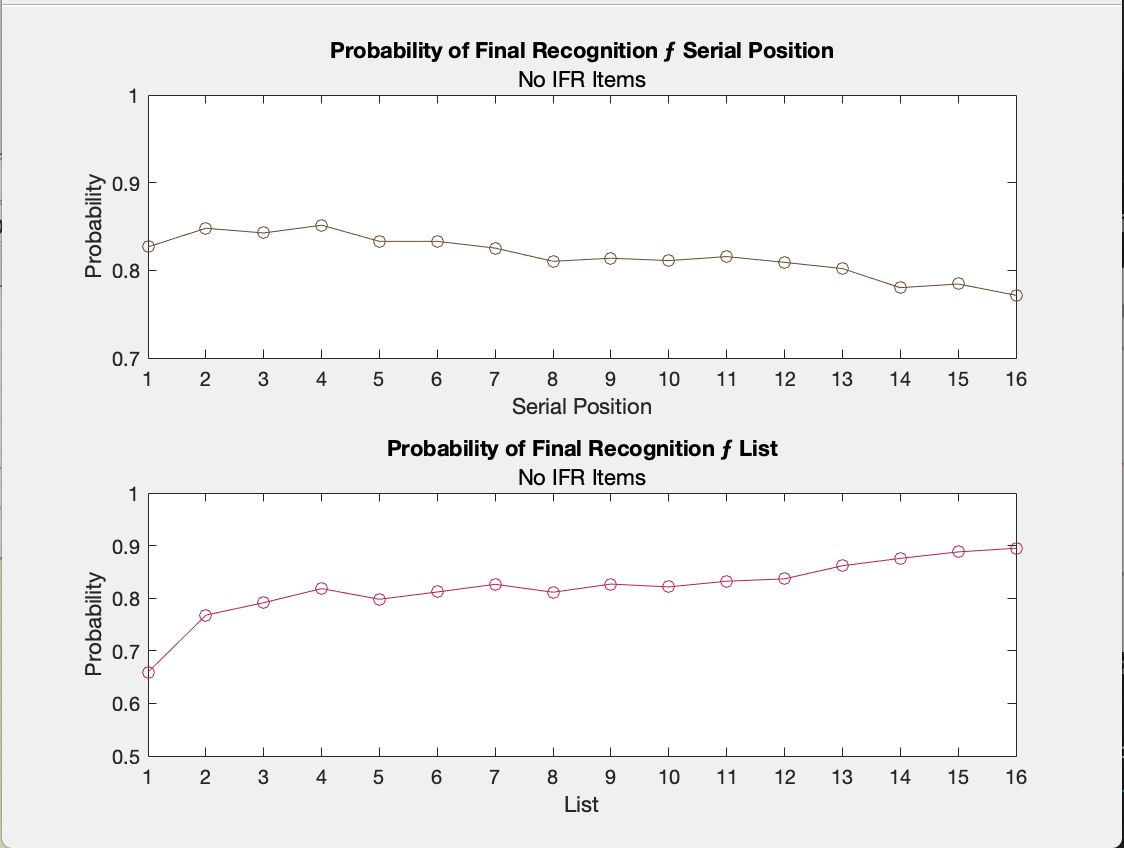 Probability of Final Recognition ƒ Serial Position
No IFR Items
1
0.9
0.8
0.7
Probability
1 2 3 4 5 6 7 8 9 10 11 12 13 14 15 16
Serial Position
Probability of Final Recognition ƒ List
No IFR Items
1
0.9
0.8
0.7
0.6
0.5
Probability
1 2 3 4 5 6 7 8 9 10 11 12 13 14 15 16
List